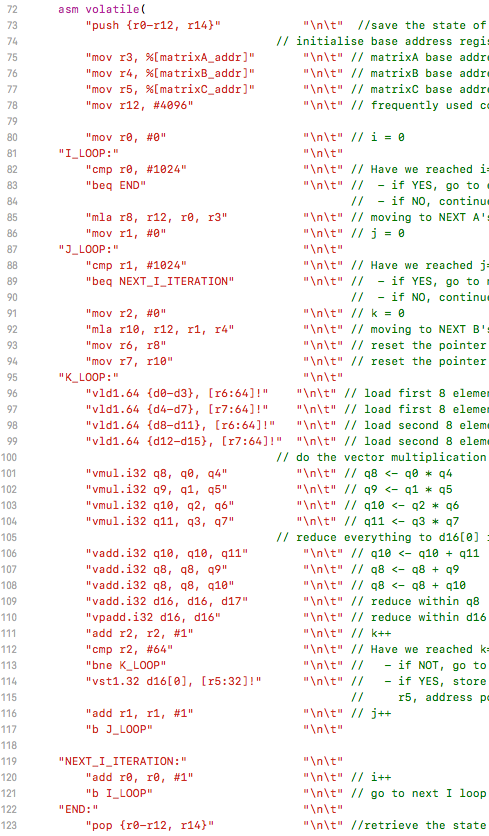 72 asm volatile(
73 "push {r0-r12, r14}" "\n\t" //save the state of
74 // initialise base address regis
75 "mov r3, %[matrixA_addr]" "\n\t" // matrixA base addre
76 "mov r4, %[matrixB_addr]" "\n\t" // matrixB base addre
77 "mov r5, %[matrixC_addr]" "\n\t" // matrixC base addre
78 "mov r12, #4096" "\n\t" // frequently used co
79
80 "mov r0, #0" "\n\t" // i = 0
81 "I_LOOP:" "\n\t"
82 "cmp r0, #1024" "\n\t" // Have we reached i=
83 "beq END" "\n\t" // - if YES, go to e
84 // - if NO, continue
85 "mla r8, r12, r0, r3" "\n\t" // moving to NEXT A's
86 "mov r1, #0" "\n\t" // j = 0
87 "J_LOOP:" "\n\t"
88 "cmp r1, #1024" "\n\t" // Have we reached j=
89 "beq NEXT_I_ITERATION" "\n\t" // - if YES, go to n
90 // - if NO, continue
91 "mov r2, #0" "\n\t" // k = 0
92 "mla r10, r12, r1, r4" "\n\t" // moving to NEXT B's
93 "mov r6, r8" "\n\t" // reset the pointer
94 "mov r7, r10" "\n\t" // reset the pointer
95 "K_LOOP:" "\n\t"
96 "vld1.64 {d0-d3}, [r6:64]!" "\n\t" // load first 8 elemen
97 "vld1.64 {d4-d7}, [r7:64]!" "\n\t" // load first 8 elemen
98 "vld1.64 {d8-d11}, [r6:64]!" "\n\t" // load second 8 eleme
99 "vld1.64 {d12-d15}, [r7:64]!" "\n\t" // load second 8 eleme
100 // do the vector multiplication
101 "vmul.i32 q8, q0, q4" "\n\t" // q8 <- q0 * q4
102 "vmul.i32 q9, q1, q5" "\n\t" // q9 <- q1 * q5
103 "vmul.i32 q10, q2, q6" "\n\t" // q10 <- q2 * q6
104 "vmul.i32 q11, q3, q7" "\n\t" // q11 <- q3 * q7
105 // reduce everything to d16[0] i
106 "vadd.i32 q10, q10, q11" "\n\t" // q10 <- q10 + q11
107 "vadd.i32 q8, q8, q9" "\n\t" // q8 <- q8 + q9
108 "vadd.i32 q8, q8, q10" "\n\t" // q8 <- q8 + q10
109 "vadd.i32 d16, d16, d17" "\n\t" // reduce within q8
110 "vpadd.i32 d16, d16" "\n\t" // reduce within d16
111 "add r2, r2, #1" "\n\t" // k++
112 "cmp r2, #64" "\n\t" // Have we reached k=
113 "bne K_LOOP" "\n\t" // - if NOT, go to
114 "vst1.32 d16[0], [r5:32]!" "\n\t" // - if YES, store
115 // r5, address po
116 "add r1, r1, #1" "\n\t" // j++
117 "b J_LOOP" "\n\t"
118
119 "NEXT_I_ITERATION:" "\n\t"
120 "add r0, r0, #1" "\n\t" // i++
121 "b I_LOOP" "\n\t" // go to next I loop
122 "END:" "\n\t"
123 "pop {r0-r12, r14}" "\n\t" //retrieve the state